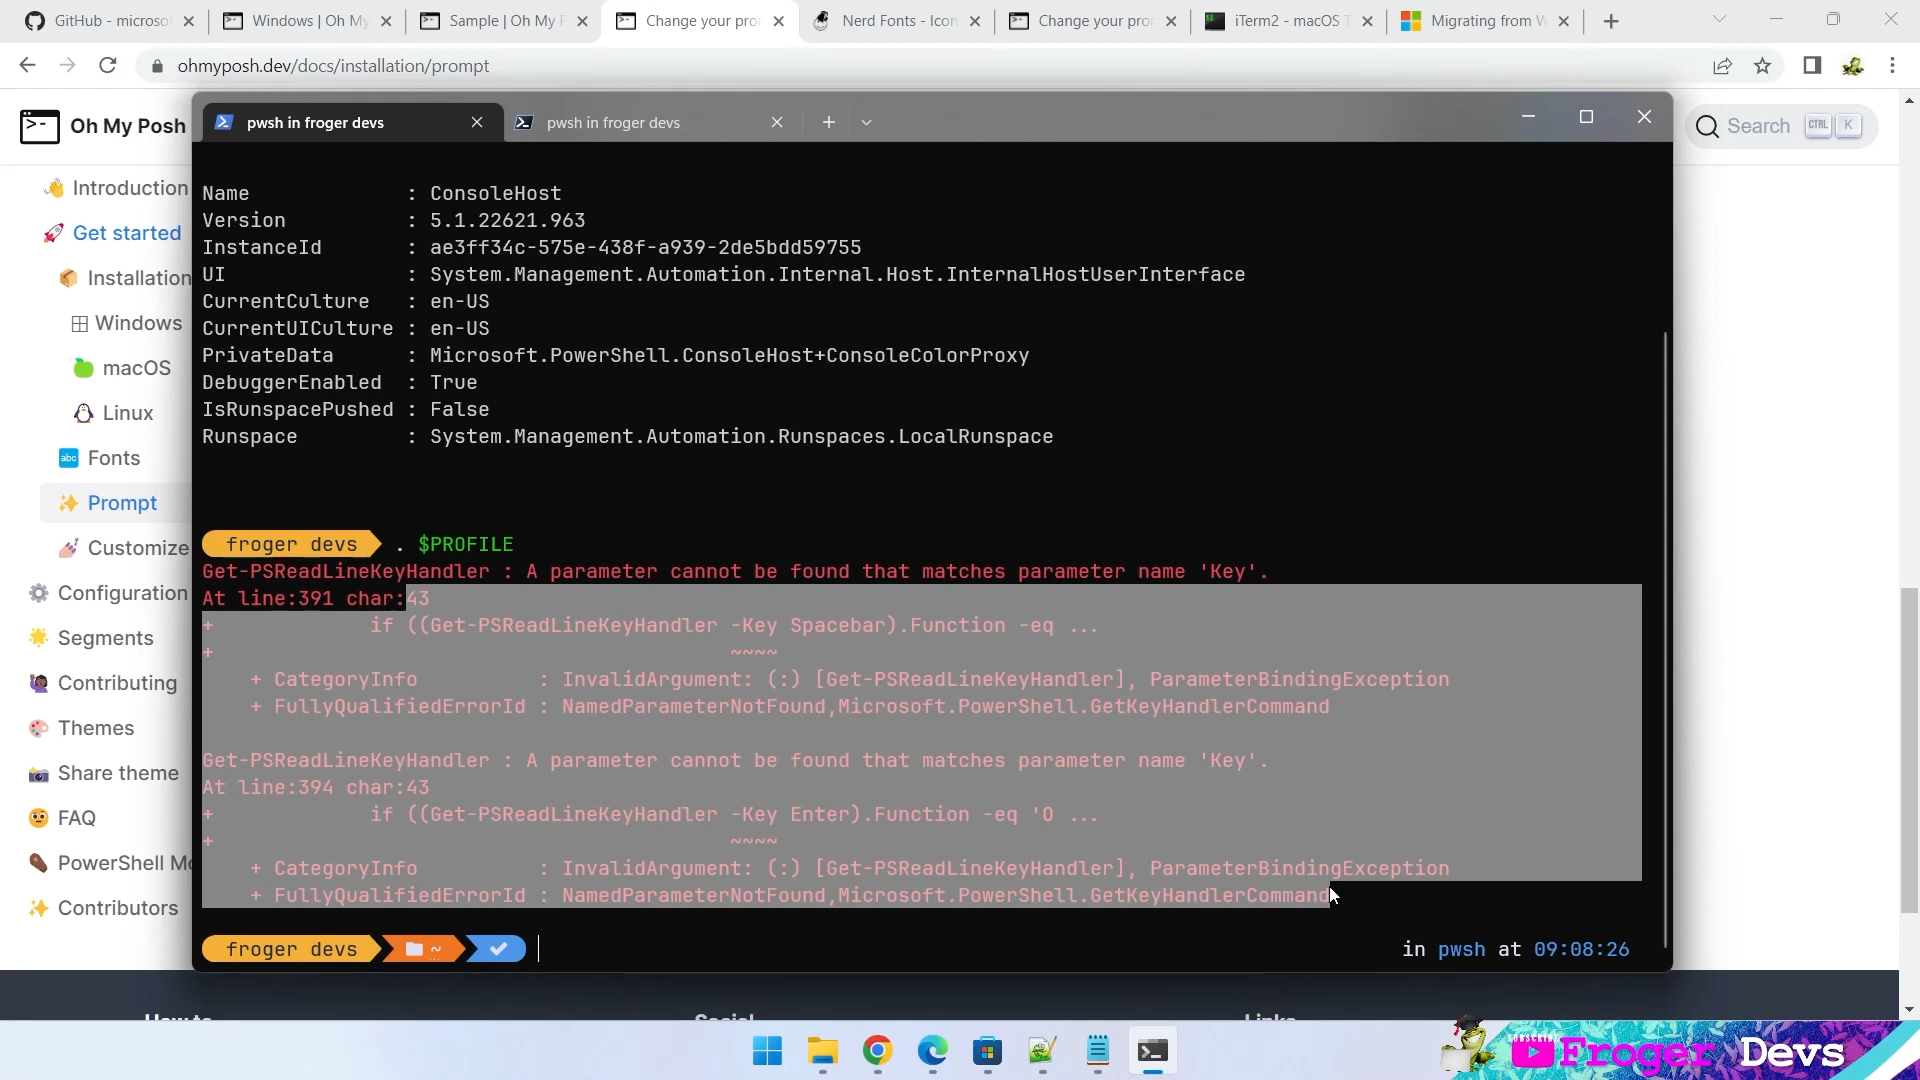 GitHub - microsof
Windows | Oh My
Sample | Oh My P
Change your pro
Nerd Fonts - Icon
Change your pro
iTerm2 - macOS T
Migrating from W
ohmyposh.dev/docs/installation/prompt
Oh My Posh
pwsh in froger devs
pwsh in froger devs
Search CTRL K
Introduction
Get started
Installation
Windows
macOS
Linux
abc Fonts
Prompt
Customize
Configuration
Segments
Contributing
Themes
Share theme
FAQ
PowerShell Mo
Contributors
Name : ConsoleHost
Version : 5.1.22621.963
InstanceId : ae3ff34c-575e-438f-a939-2de5bdd59755
UI : System.Management.Automation.Internal.Host.InternalHostUserInterface
CurrentCulture : en-US
CurrentUICulture : en-US
PrivateData : Microsoft.PowerShell.ConsoleHost+ConsoleColorProxy
DebuggerEnabled : True
IsRunspacePushed : False
Runspace : System.Management.Automation.Runspaces.LocalRunspace
froger devs . $PROFILE
Get-PSReadLineKeyHandler : A parameter cannot be found that matches parameter name 'Key'.
At line:391 char:43
+ if ((Get-PSReadLineKeyHandler -Key Spacebar).Function -eq ...
+ ~~~~
+ CategoryInfo : InvalidArgument: (:) [Get-PSReadLineKeyHandler], ParameterBindingException
+ FullyQualifiedErrorId : NamedParameterNotFound,Microsoft.PowerShell.GetKeyHandlerCommand
Get-PSReadLineKeyHandler : A parameter cannot be found that matches parameter name 'Key'.
At line:394 char:43
+ if ((Get-PSReadLineKeyHandler -Key Enter).Function -eq 'O ...
+ ~~~~
+ CategoryInfo : InvalidArgument: (:) [Get-PSReadLineKeyHandler], ParameterBindingException
+ FullyQualifiedErrorId : NamedParameterNotFound,Microsoft.PowerShell.GetKeyHandlerCommand
froger devs ~ in pwsh at 09:08:26
How to
Social
Links
SUBSCRIBE
Froger Devs